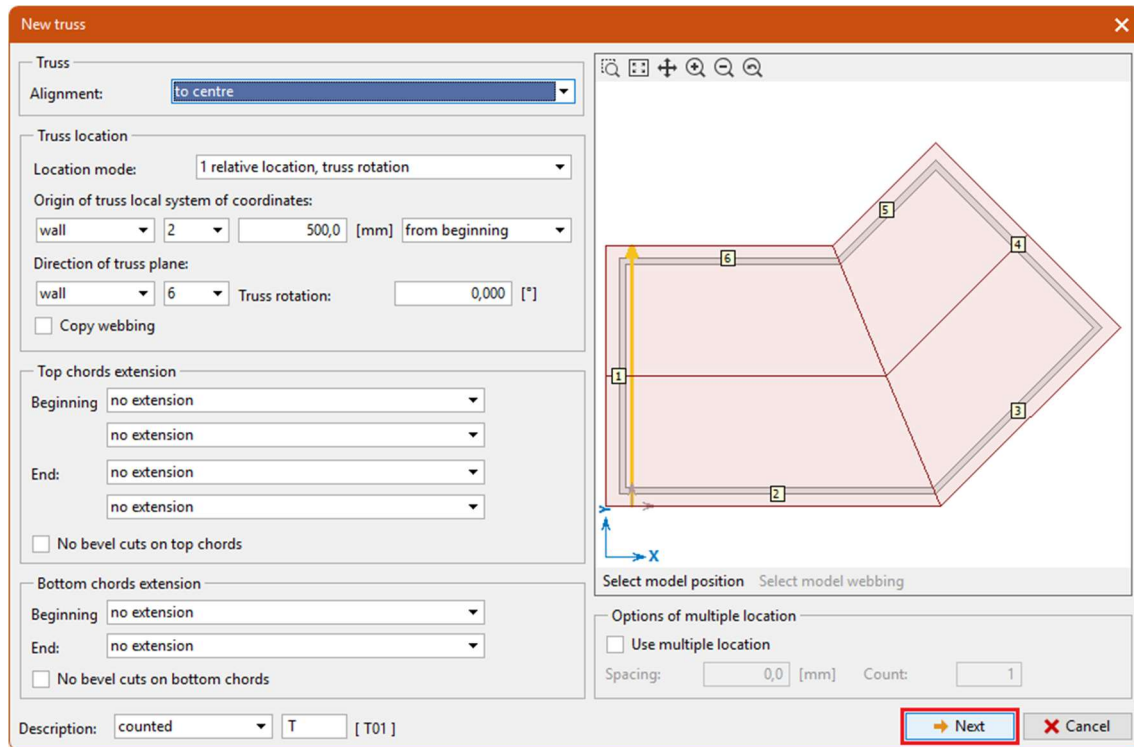 New truss
Truss
Alignment: to centre
Truss location
Location mode: 1 relative location, truss rotation
Origin of truss local system of coordinates:
wall 2 500,0 [mm] from beginning
Direction of truss plane:
wall 6 Truss rotation: 0,000 [°]
Copy webbing
Top chords extension
Beginning no extension
no extension
End: no extension
no extension
No bevel cuts on top chords
Bottom chords extension
Beginning no extension
End: no extension
No bevel cuts on bottom chords
Description: counted T [ T01 ]
5
4
6
1
3
2
Y
X
Select model position Select model webbing
Options of multiple location
Use multiple location
Spacing: 0,0 [mm] Count: 1
Next Cancel